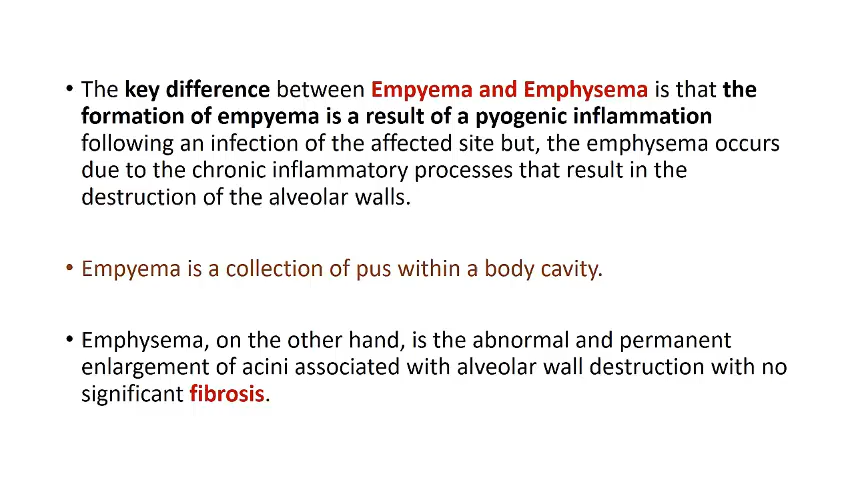 • The key difference between Empyema and Emphysema is that the
formation of empyema is a result of a pyogenic inflammation
following an infection of the affected site but, the emphysema occurs
due to the chronic inflammatory processes that result in the
destruction of the alveolar walls.
• Empyema is a collection of pus within a body cavity.
• Emphysema, on the other hand, is the abnormal and permanent
enlargement of acini associated with alveolar wall destruction with no
significant fibrosis.